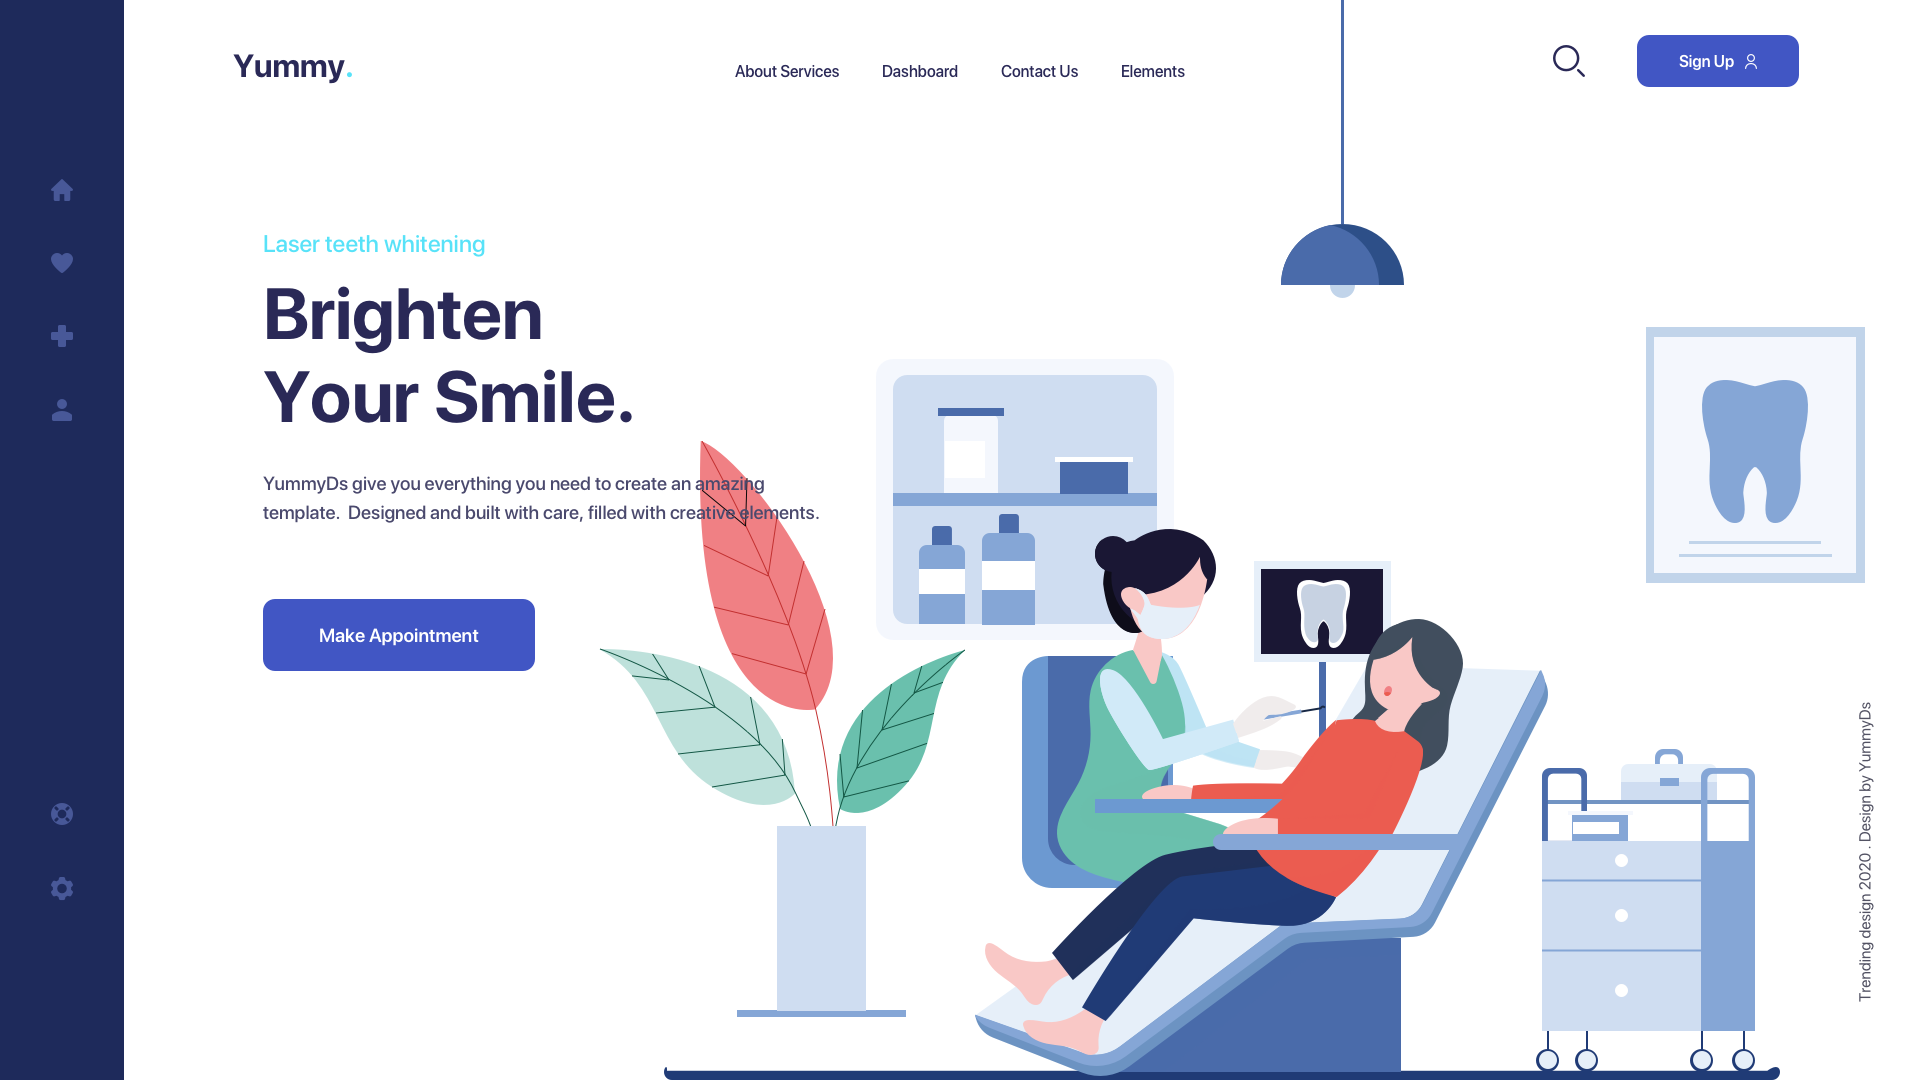 Yummy.
About Services
Dashboard
Contact Us
Elements
Sign Up
Laser teeth whitening
Brighten
Your Smile.
YummyDs give you everything you need to create an amazing
template. Designed and built with care, filled with creative elements.
Make Appointment
Trending design 2020 . Design by YummyDs